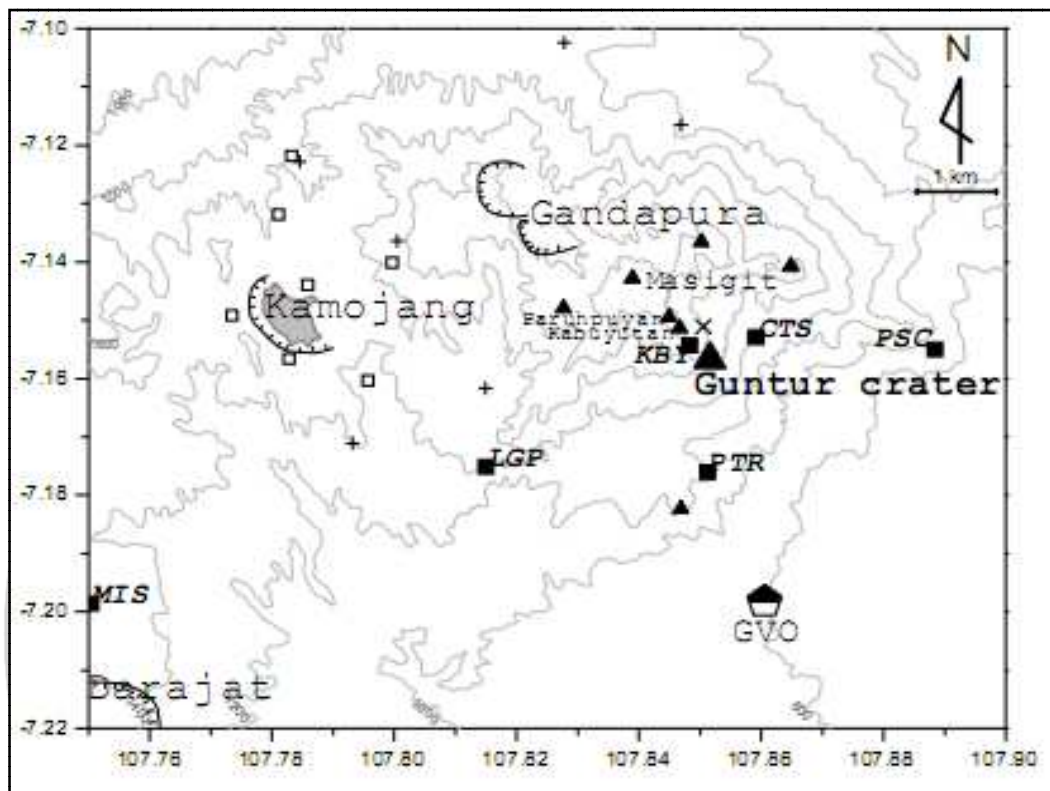 -7.10
N
-7.12
1 km
Gandapura
-7.14
Masigit
Kamojang
Kabuyutan
CTS
PSC
KBY
-7.16
Guntur crater
LGP
PTR
-7.18
MIS
-7.20
GVO
Darajat
-7.22
107.76
107.78
107.80
107.82
107.84
107.86
107.88
107.90